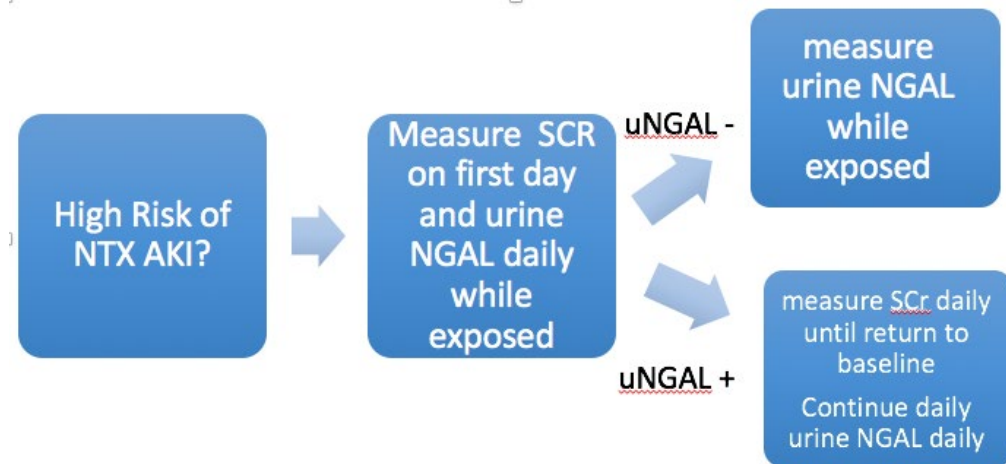 High Risk of
NTX AKI?
Measure SCR
on first day
and urine
NGAL daily
while
exposed
uNGAL -
measure
urine NGAL
while
exposed
uNGAL +
measure SCr daily
until return to
baseline
Continue daily
urine NGAL daily